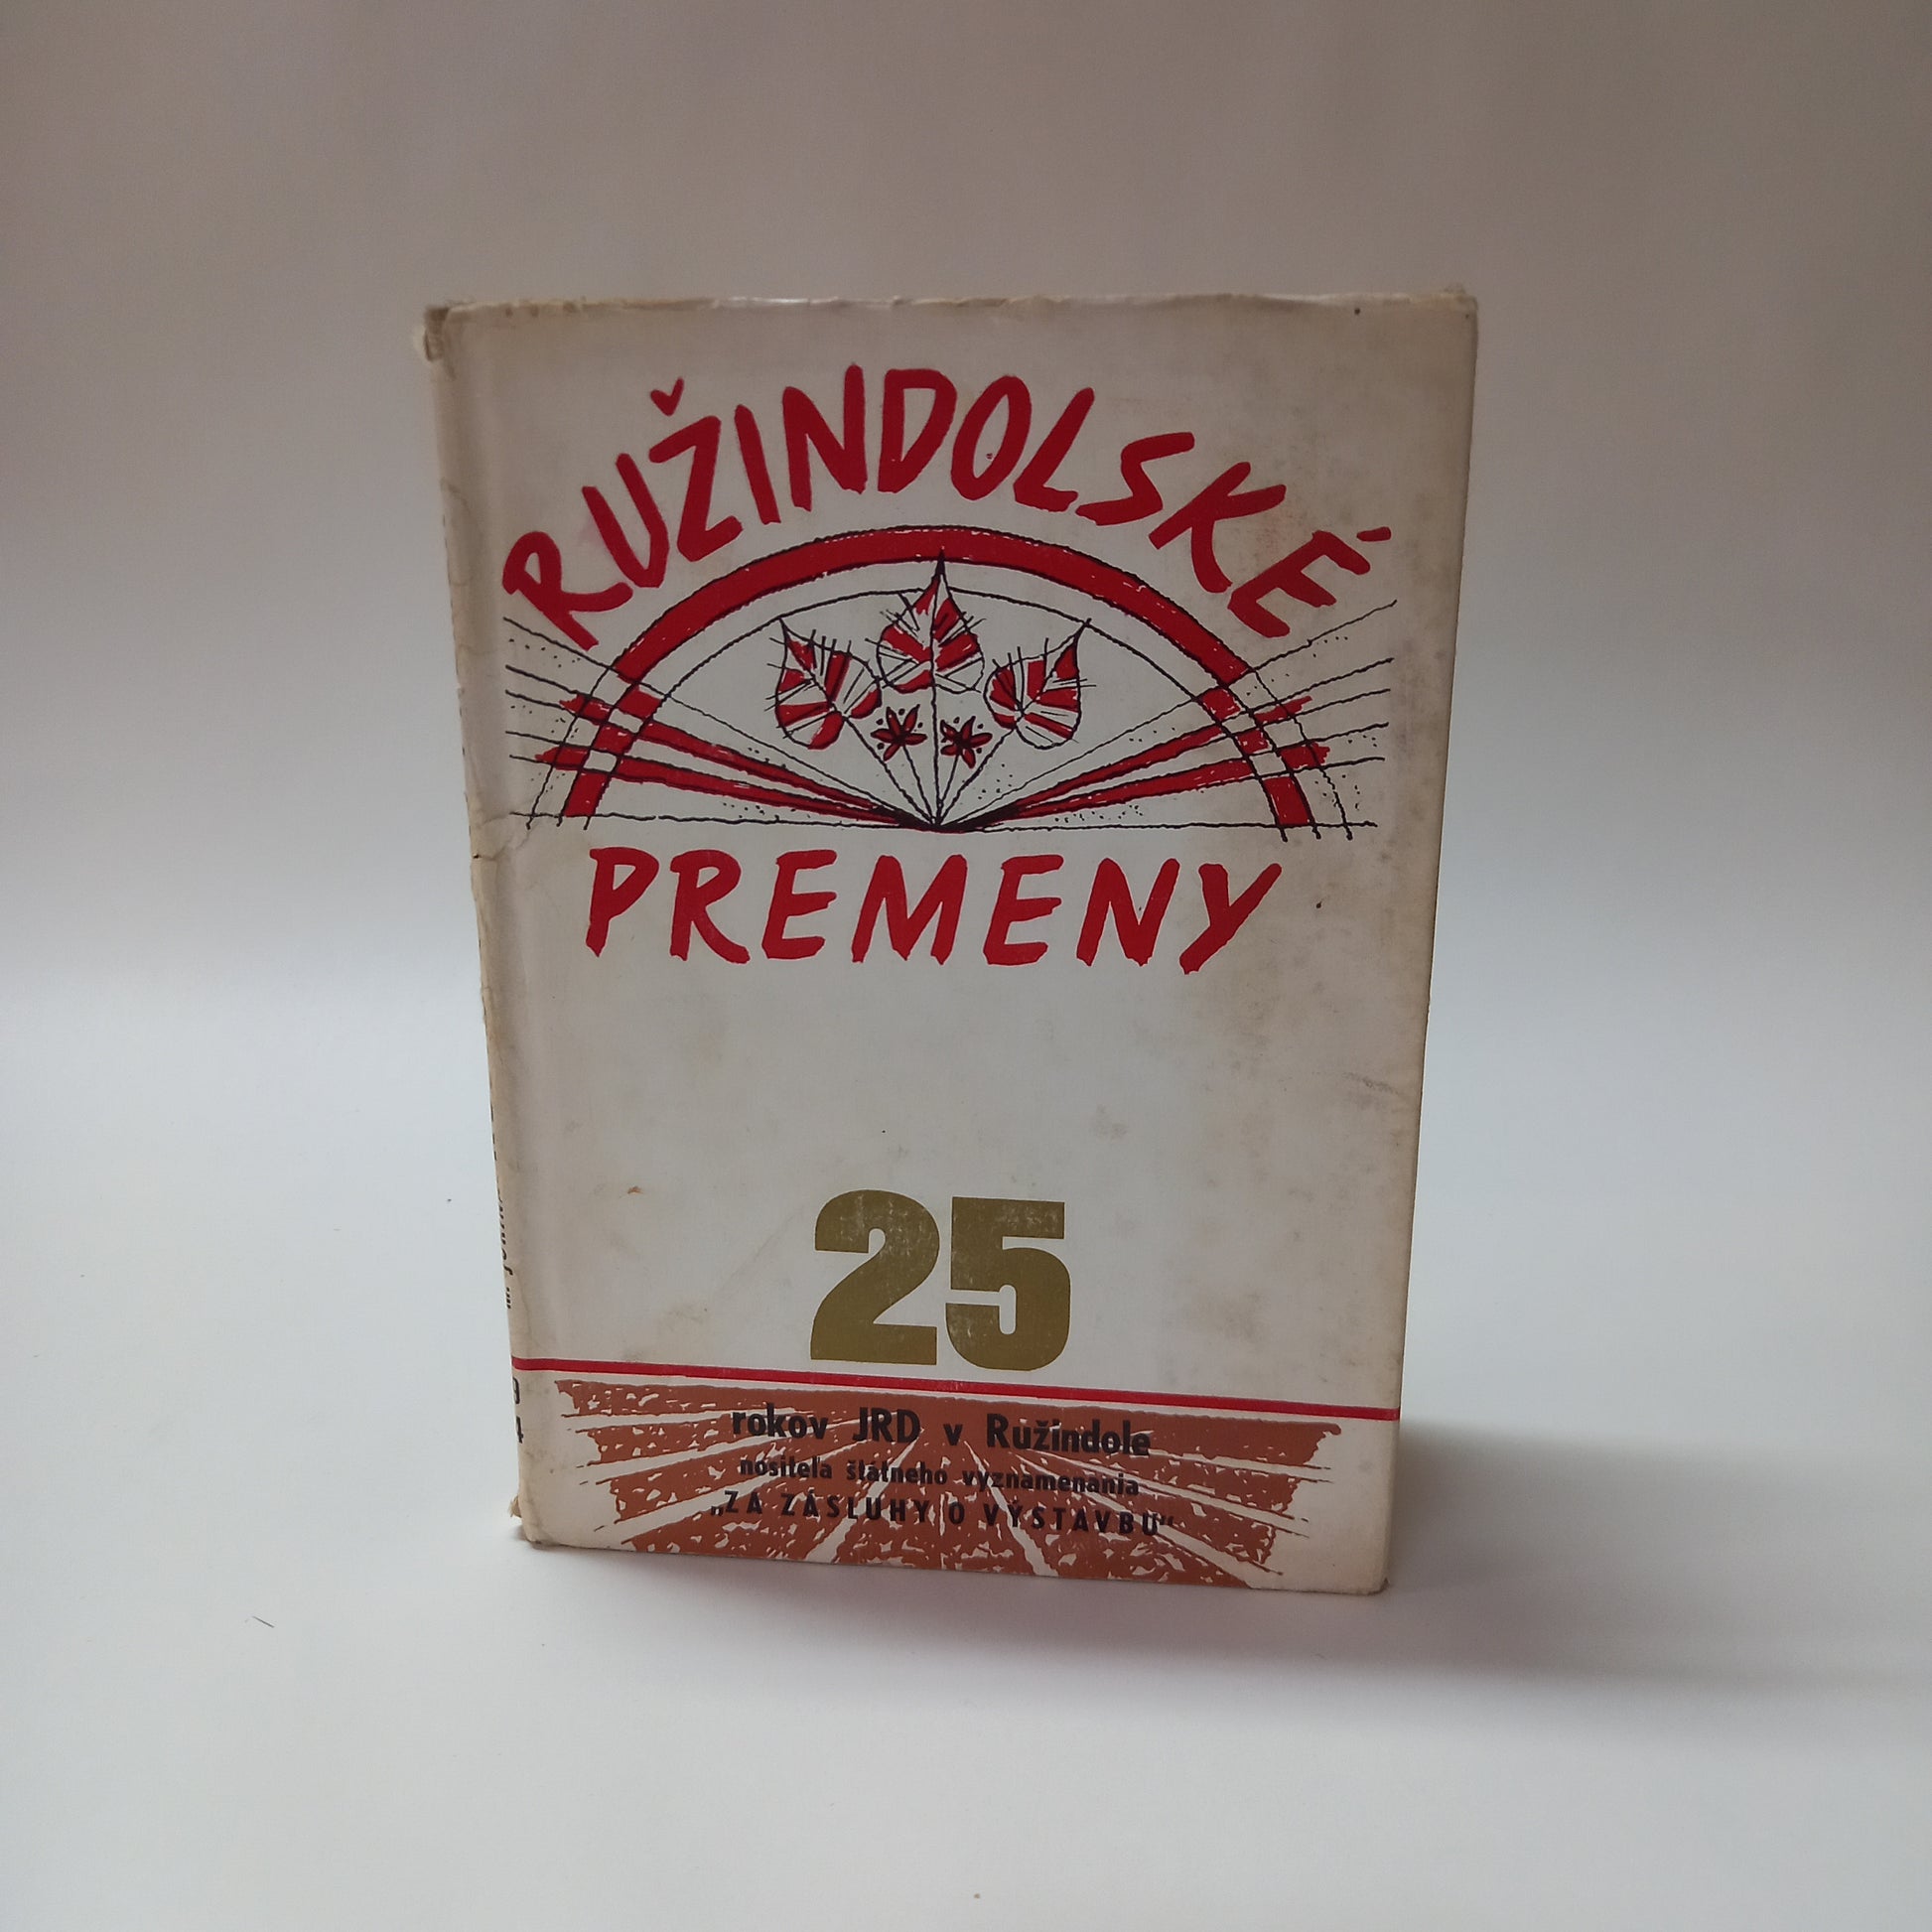 RUŽINDOLSKÉ
PREMENY
25
rokov JRD v Ružindole
nositeľa štátneho vyznamenania
„ZA ZÁSLUHY O VÝSTAVBU“